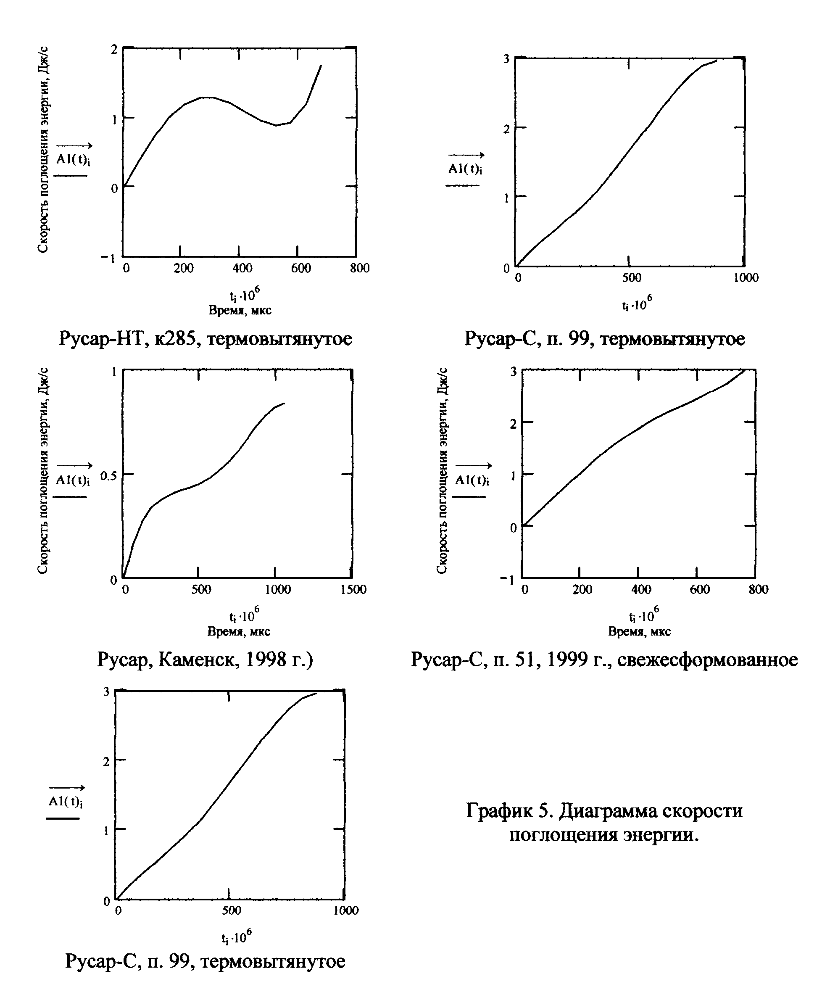 Скорость поглощения энергии, Дж/с
A1(t)i
2
1
0
−1
0 200 400 600 800
ti ·10^6
Время, мкс
Русар-НТ, к285, термовытянутое
A1(t)i
3
2
1
0
0 500 1000
ti ·10^6
Русар-С, п. 99, термовытянутое
Скорость поглощения энергии, Дж/с
A1(t)i
1
0.5
0
0 500 1000 1500
ti ·10^6
Время, мкс
Русар, Каменск, 1998 г.)
Скорость поглощения энергии, Дж/с
A1(t)i
3
2
1
0
−1
0 200 400 600 800
ti ·10^6
Время, мкс
Русар-С, п. 51, 1999 г., свежесформованное
A1(t)i
3
2
1
0
0 500 1000
ti ·10^6
Русар-С, п. 99, термовытянутое
График 5. Диаграмма скорости
поглощения энергии.